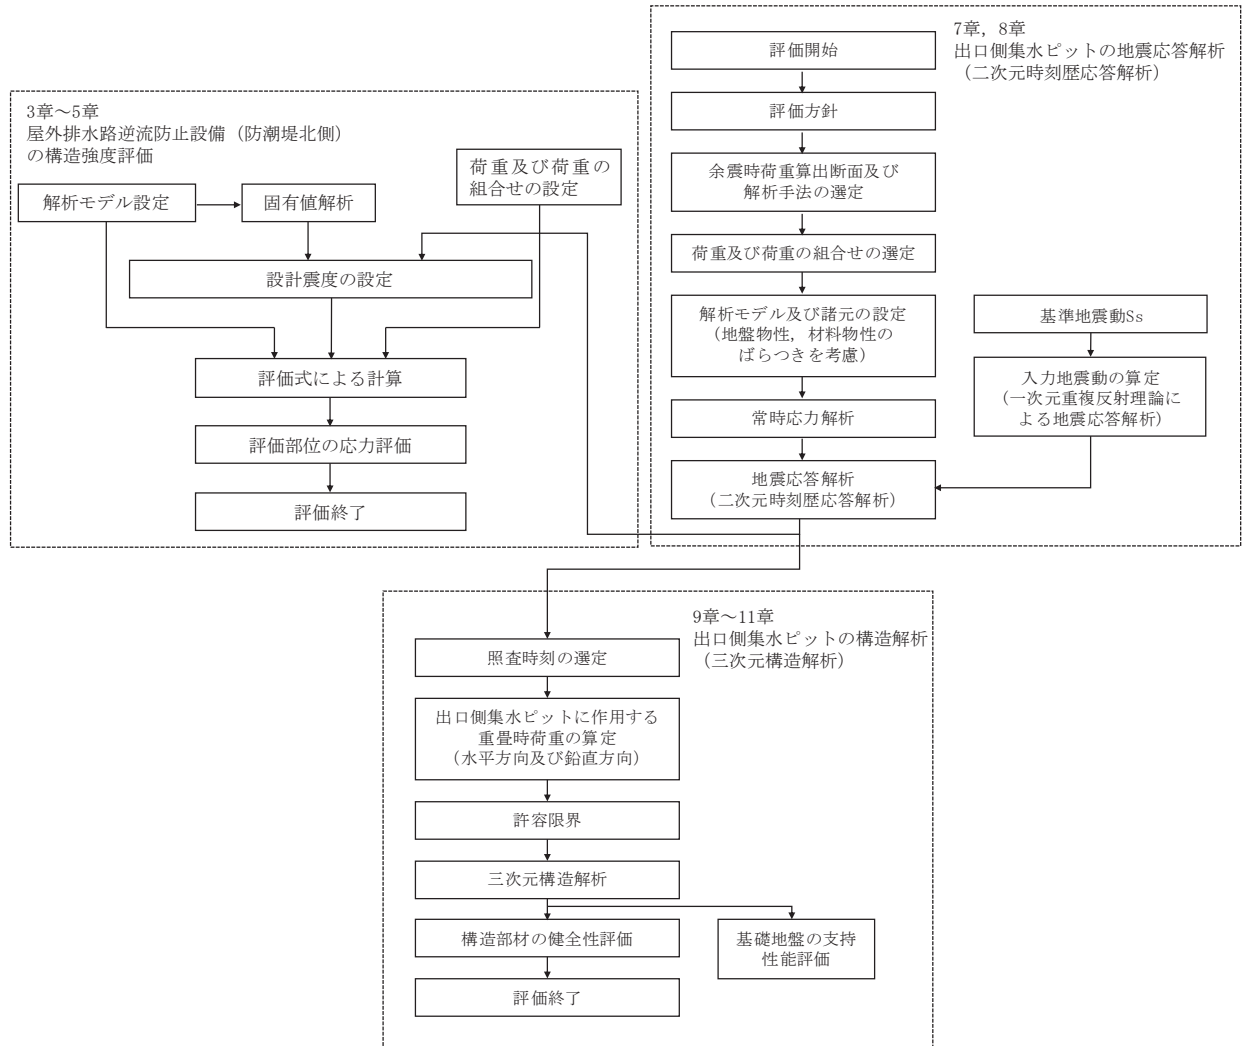 7章，8章
出口側集水ピットの地震応答解析
（二次元時刻歴応答解析）
評価開始
評価方針
余震時荷重算出断面及び
解析手法の選定
荷重及び荷重の組合せの選定
解析モデル及び諸元の設定
（地盤物性，材料物性の
ばらつきを考慮）
常時応力解析
地震応答解析
（二次元時刻歴応答解析）
基準地震動Ss
入力地震動の算定
（一次元重複反射理論に
よる地震応答解析）
3章～5章
屋外排水路逆流防止設備（防潮堤北側）
の構造強度評価
荷重及び荷重の
組合せの設定
解析モデル設定
固有値解析
設計震度の設定
評価式による計算
評価部位の応力評価
評価終了
9章～11章
出口側集水ピットの構造解析
（三次元構造解析）
照査時刻の選定
出口側集水ピットに作用する
重畳時荷重の算定
（水平方向及び鉛直方向）
許容限界
三次元構造解析
構造部材の健全性評価
基礎地盤の支持
性能評価
評価終了